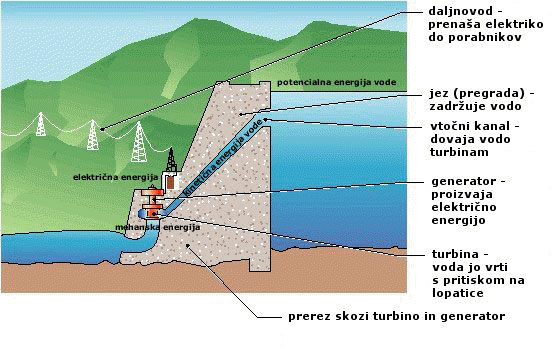 daljnovod -
prenaša elektriko
do porabnikov
potencialna energija vode
jez (pregrada) -
zadržuje vodo
vtočni kanal -
dovaja vodo
turbinam
kinetična energija vode
električna energija
generator -
proizvaja
električno
energijo
mehanska energija
turbina -
voda jo vrti
s pritiskom na
lopatice
prerez skozi turbino in generator